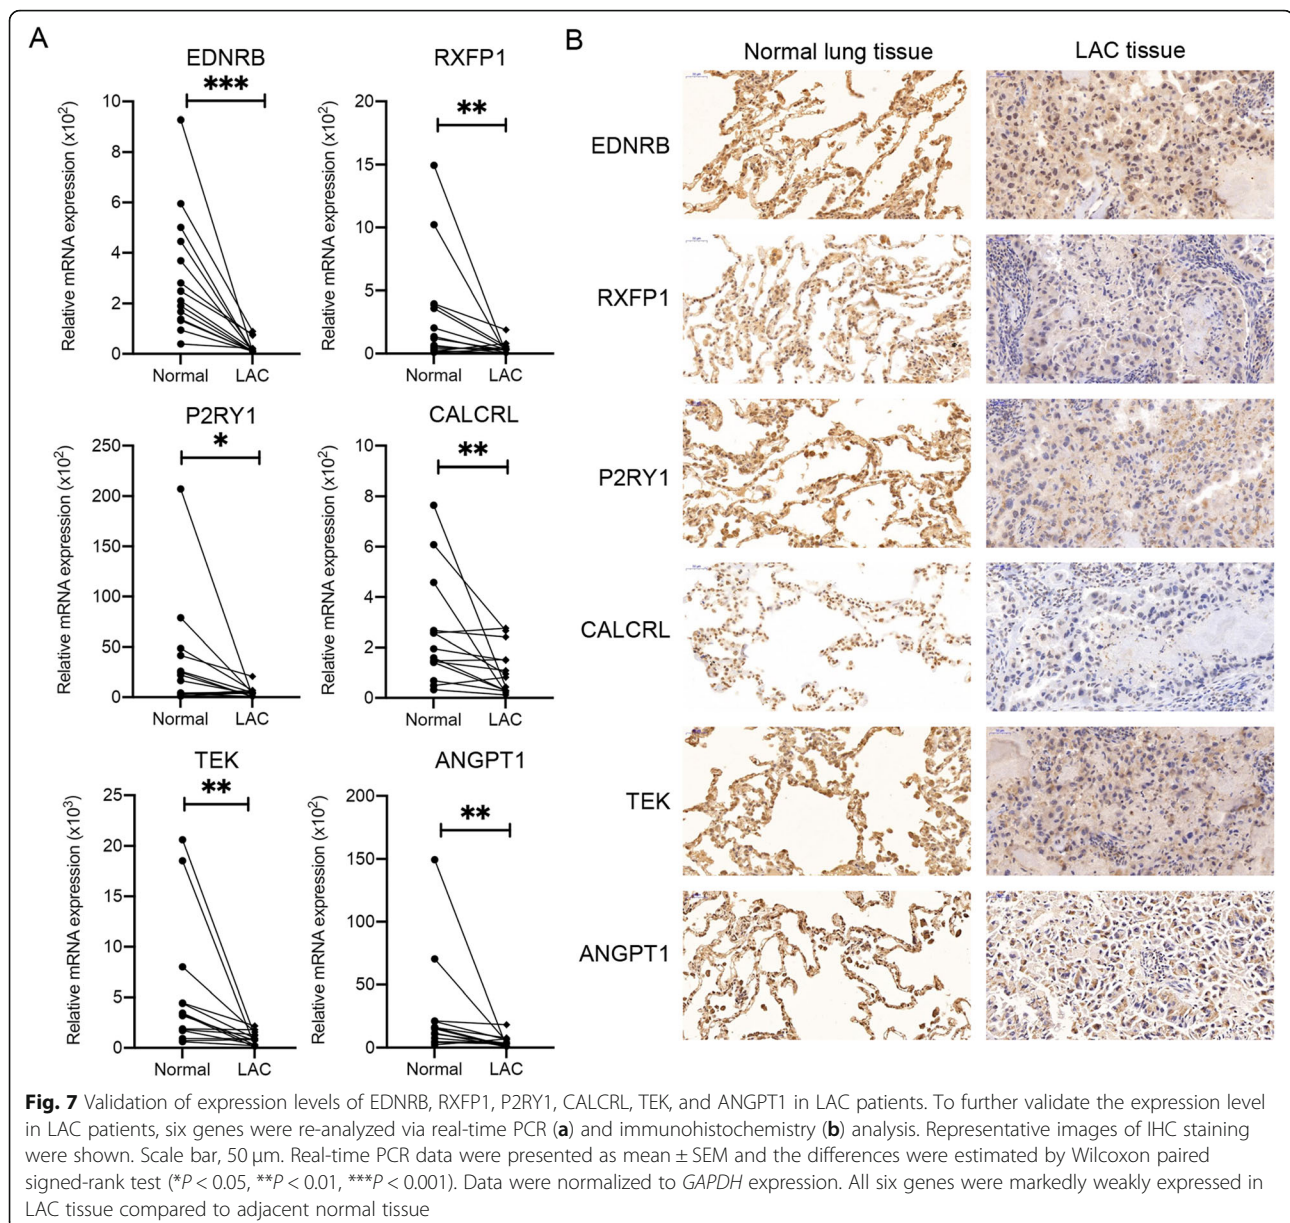 A
EDNRB
***
Relative mRNA expression (x10²)
10
8
6
4
2
0
Normal LAC
RXFP1
**
Relative mRNA expression (x10²)
20
15
10
5
0
Normal LAC
P2RY1
*
Relative mRNA expression (x10²)
250
200
150
100
50
0
Normal LAC
CALCRL
**
Relative mRNA expression (x10²)
10
8
6
4
2
0
Normal LAC
TEK
**
Relative mRNA expression (x10³)
25
20
15
10
5
0
Normal LAC
ANGPT1
**
Relative mRNA expression (x10²)
200
150
100
50
0
Normal LAC
B
Normal lung tissue LAC tissue
EDNRB
RXFP1
P2RY1
CALCRL
TEK
ANGPT1
Fig. 7 Validation of expression levels of EDNRB, RXFP1, P2RY1, CALCRL, TEK, and ANGPT1 in LAC patients. To further validate the expression level
in LAC patients, six genes were re-analyzed via real-time PCR (a) and immunohistochemistry (b) analysis. Representative images of IHC staining
were shown. Scale bar, 50 μm. Real-time PCR data were presented as mean ± SEM and the differences were estimated by Wilcoxon paired
signed-rank test (*P < 0.05, **P < 0.01, ***P < 0.001). Data were normalized to GAPDH expression. All six genes were markedly weakly expressed in
LAC tissue compared to adjacent normal tissue